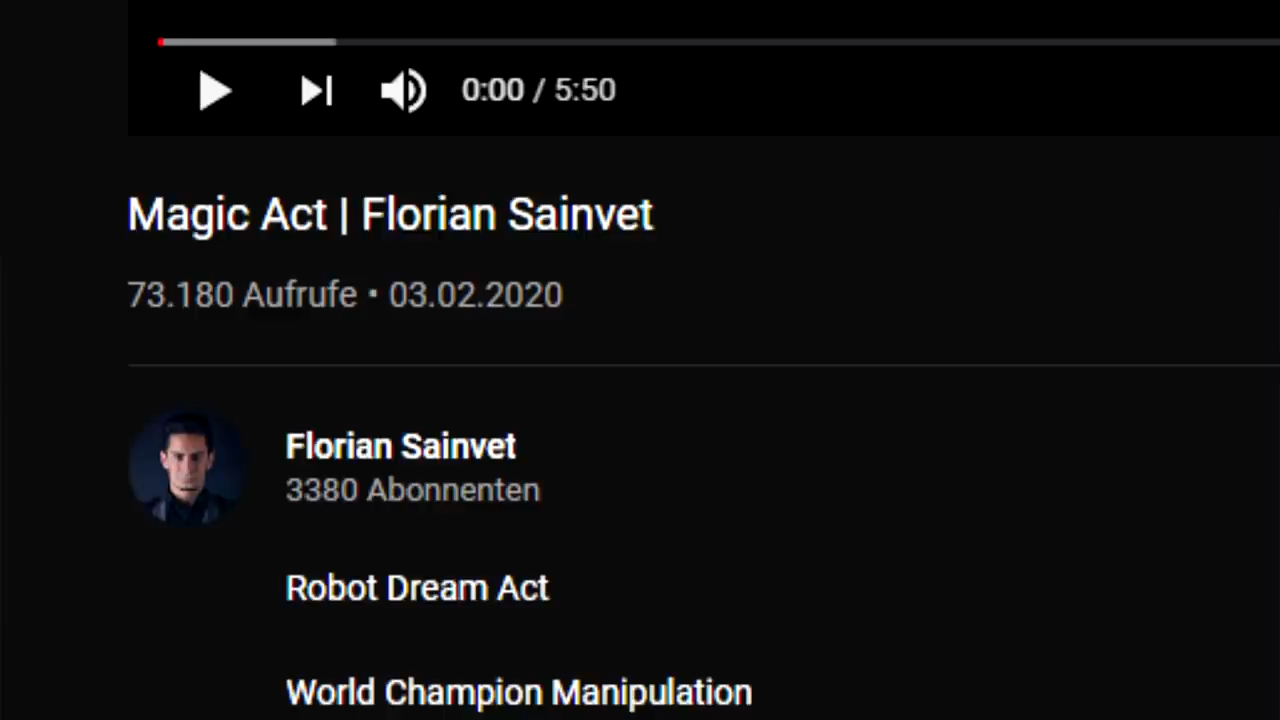 0:00 / 5:50
Magic Act | Florian Sainvet
73.180 Aufrufe • 03.02.2020
Florian Sainvet
3380 Abonnenten
Robot Dream Act
World Champion Manipulation